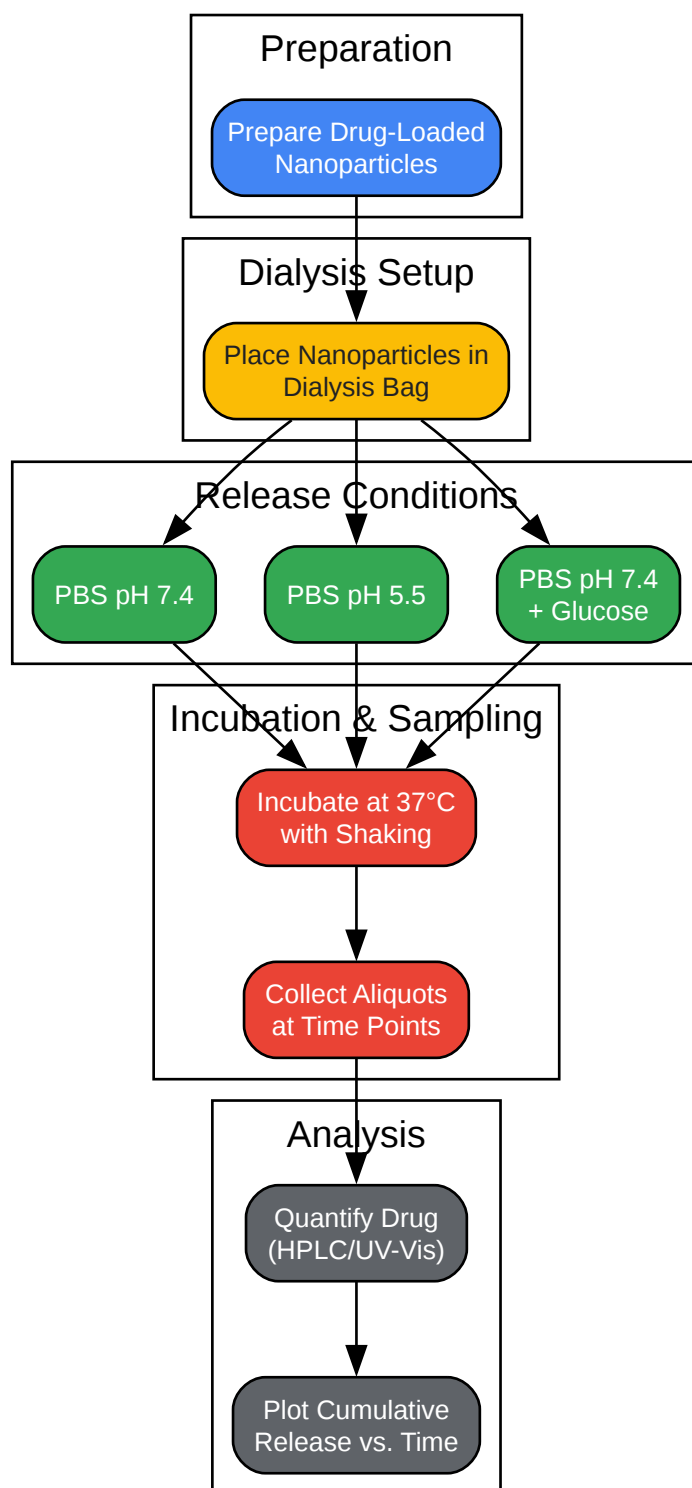 Preparation
Prepare Drug-Loaded
Nanoparticles
Dialysis Setup
Place Nanoparticles in
Dialysis Bag
Release Conditions
PBS pH 7.4
PBS pH 5.5
PBS pH 7.4
+ Glucose
Incubation & Sampling
Incubate at 37°C
with Shaking
Collect Aliquots
at Time Points
Analysis
Quantify Drug
(HPLC/UV-Vis)
Plot Cumulative
Release vs. Time